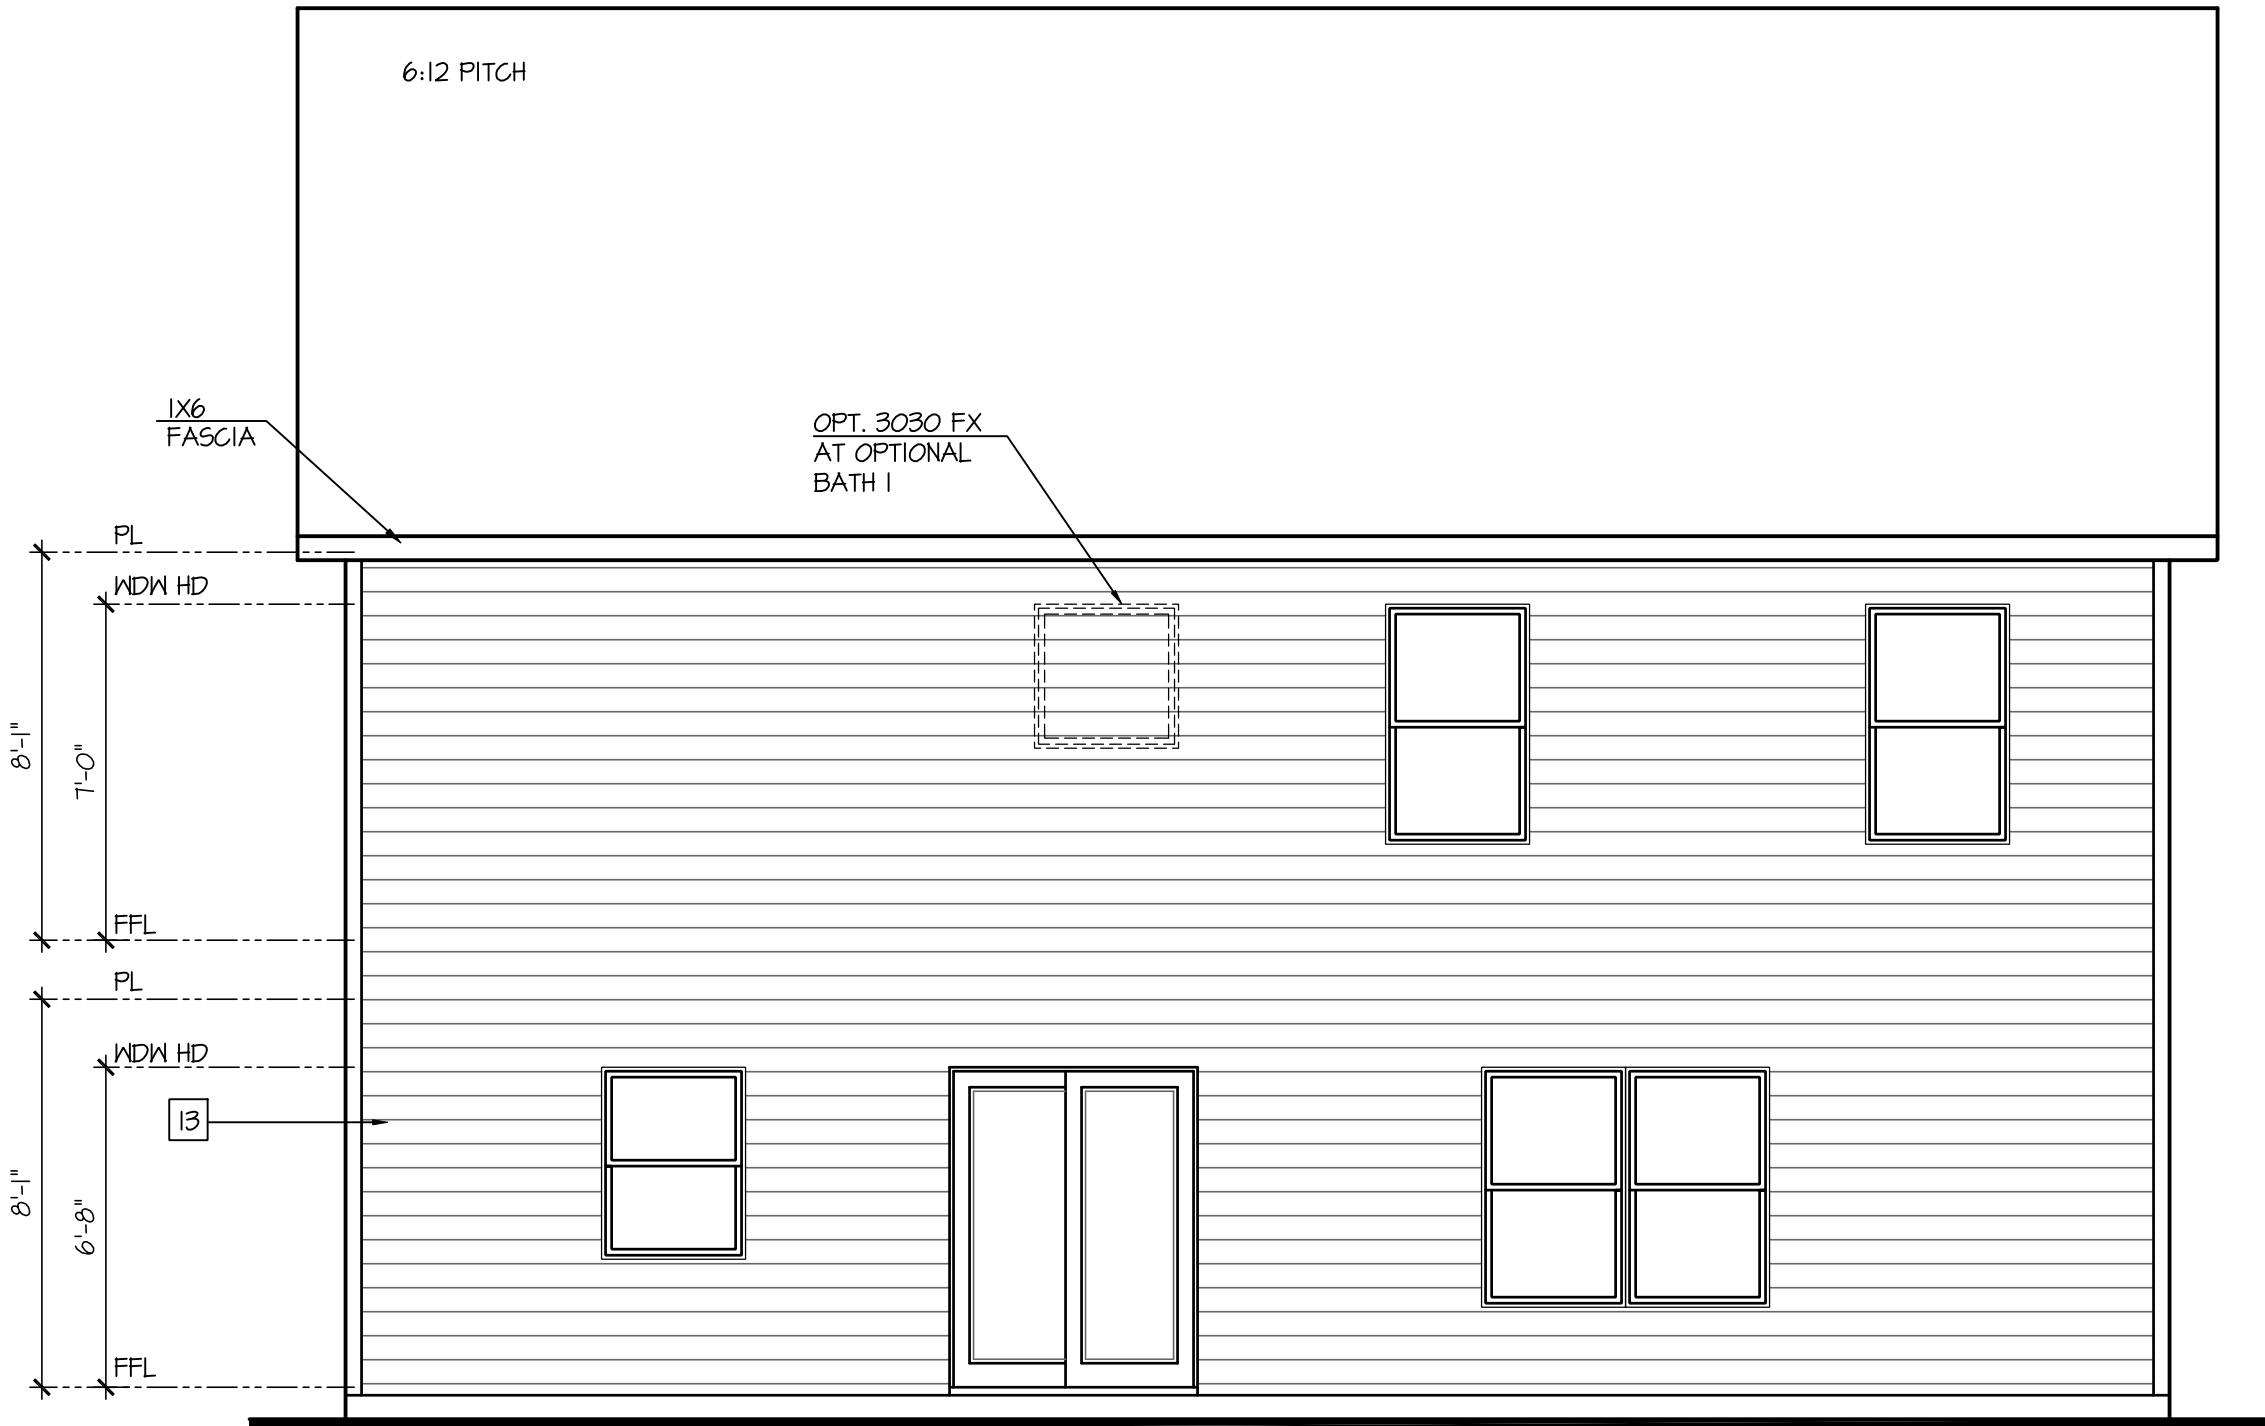 6:12 PITCH
1X6
FASCIA
OPT. 3030 FX
AT OPTIONAL
BATH 1
PL
WDW HD
8'-1"
7'-0"
FFL
PL
WDW HD
13
8'-1"
6'-8"
FFL